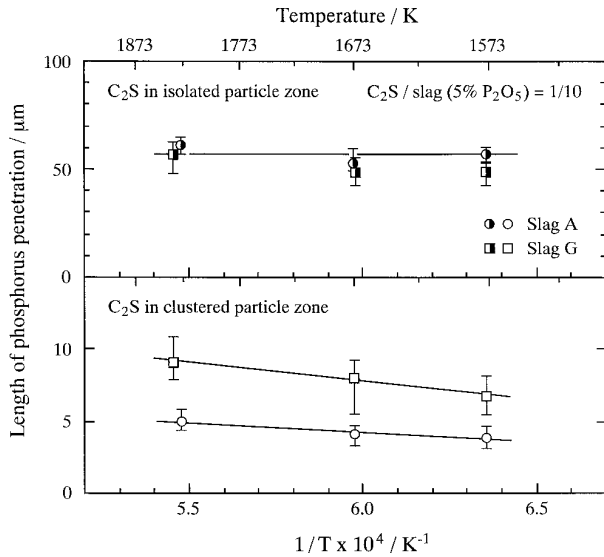 Temperature / K
1873 1773 1673 1573
100
C₂S in isolated particle zone C₂S / slag (5% P₂O₅) = 1/10
50
Slag A
Slag G
0
C₂S in clustered particle zone
10
5
0
5.5 6.0 6.5
1/T x 10⁴ / K⁻¹
Length of phosphorus penetration / μm